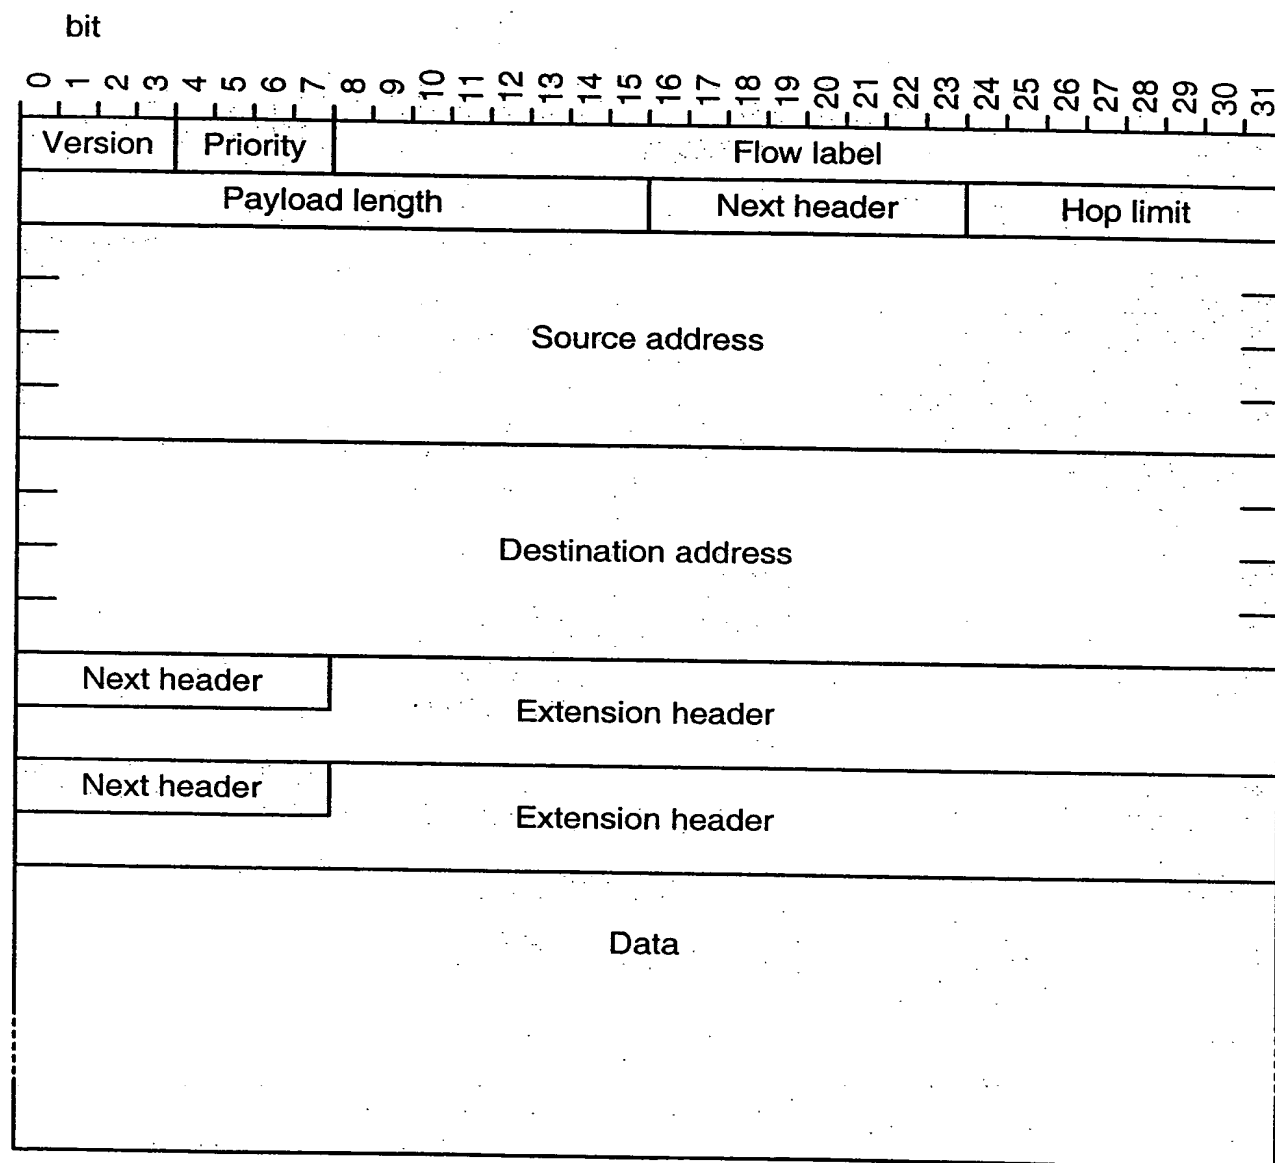 bit
0 1 2 3 4 5 6 7 8 9 10 11 12 13 14 15 16 17 18 19 20 21 22 23 24 25 26 27 28 29 30 31
Version Priority Flow label
Payload length Next header Hop limit
Source address
Destination address
Next header
Extension header
Next header
Extension header
Data